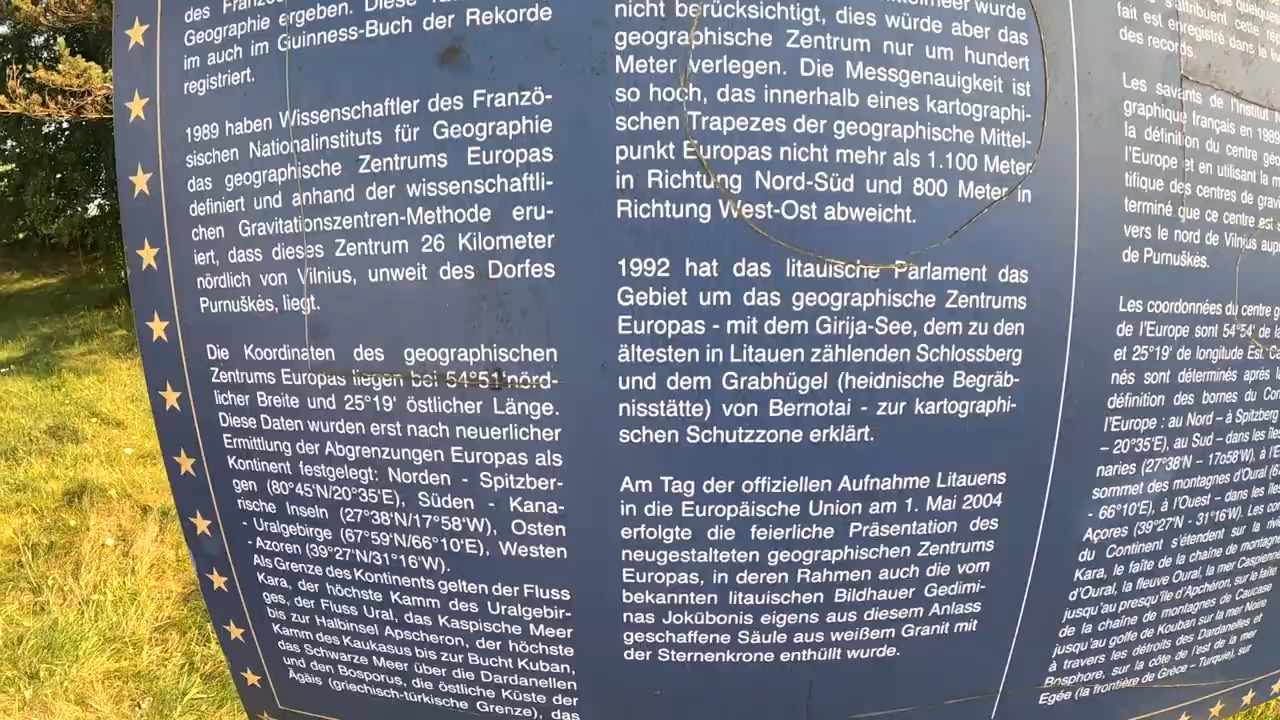 des Franzo
Geographie ergeben. Diese
im auch im Guinness-Buch der Rekorde
registriert.
1989 haben Wissenschaftler des Franzö-
sischen Nationalinstituts für Geographie
das geographische Zentrums Europas
definiert und anhand der wissenschaftli-
chen Gravitationszentren-Methode eru-
iert, dass dieses Zentrum 26 Kilometer
nördlich von Vilnius, unweit des Dorfes
Purnuškės, liegt.
Die Koordinaten des geographischen
Zentrums Europas liegen bei 54°51'nörd-
licher Breite und 25°19' östlicher Länge.
Diese Daten wurden erst nach neuerlicher
Ermittlung der Abgrenzungen Europas als
Kontinent festgelegt: Norden - Spitzber-
gen (80°45'N/20°35'E), Süden - Kana-
rische Inseln (27°38'N/17°58'W), Osten
- Uralgebirge (67°59'N/66°10'E), Westen
- Azoren (39°27'N/31°16'W).
Als Grenze des Kontinents gelten der Fluss
Kara, der höchste Kamm des Uralgebir-
ges, der Fluss Ural, das Kaspische Meer
bis zur Halbinsel Apscheron, der höchste
Kamm des Kaukasus bis zur Bucht Kuban,
das Schwarze Meer über die Dardanellen
und den Bosporus, die östliche Küste der
Ägäis (griechisch-türkische Grenze), das
wurde
nicht berücksichtigt, dies würde aber das
geographische Zentrum nur um hundert
Meter verlegen. Die Messgenauigkeit ist
so hoch, das innerhalb eines kartographi-
schen Trapezes der geographische Mittel-
punkt Europas nicht mehr als 1.100 Meter
in Richtung Nord-Süd und 800 Meter in
Richtung West-Ost abweicht.
1992 hat das litauische Parlament das
Gebiet um das geographische Zentrums
Europas - mit dem Girija-See, dem zu den
ältesten in Litauen zählenden Schlossberg
und dem Grabhügel (heidnische Begräb-
nisstätte) von Bernotai - zur kartographi-
schen Schutzzone erklärt.
Am Tag der offiziellen Aufnahme Litauens
in die Europäische Union am 1. Mai 2004
erfolgte die feierliche Präsentation des
neugestalteten geographischen Zentrums
Europas, in deren Rahmen auch die vom
bekannten litauischen Bildhauer Gedimi-
nas Jokūbonis eigens aus diesem Anlass
geschaffene Säule aus weißem Granit mit
der Sternenkrone enthüllt wurde.
que quelques
s'attribuent cette
fait est enregistré dans le
des records.
Les savants de l'Institut
graphique français en 1989
la définition du centre géo
l'Europe et en utilisant la m
tifique des centres de gravi
terminé que ce centre est
vers le nord de Vilnius aup
de Purnuškės.
Les coordonnées du centre g
de l'Europe sont 54°54' de la
et 25°19' de longitude Est. Ce
nés sont déterminés après la
définition des bornes du Con
l'Europe : au Nord – à Spitzberg
– 20°35'E), au Sud – dans les îles
naries (27°38'N – 17o58'W), à l'E
sommet des montagnes d'Oural (6
- 66°10'E), à l'Ouest – dans les îles
Açores (39°27'N - 31°16'W). Les con
du Continent s'étendent sur la riv
Kara, le faîte de la chaîne de montagne
d'Oural, la fleuve Oural, la mer Caspienne
jusqu'au presqu'île d'Apchéron, sur le faîte
de la chaîne de montagnes de Caucase
jusqu'au golfe de Kouban sur la mer Noire
à travers les détroits des Dardanelles et
Bosphore, sur la côte de l'est de la mer
Egée (la frontière de Grèce – Turquie), sur